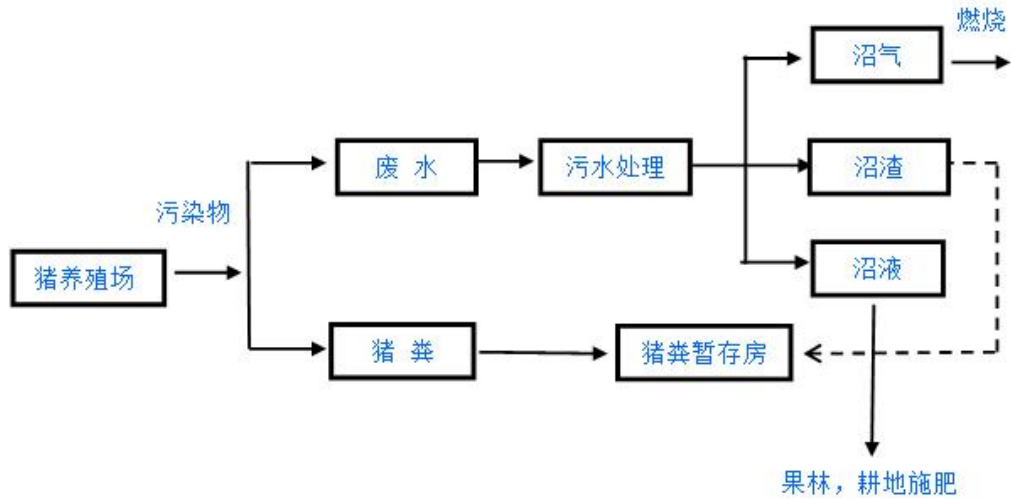 燃烧
沼气
废 水
污水处理
沼渣
污染物
猪养殖场
沼液
猪 粪
猪粪暂存房
果林，耕地施肥